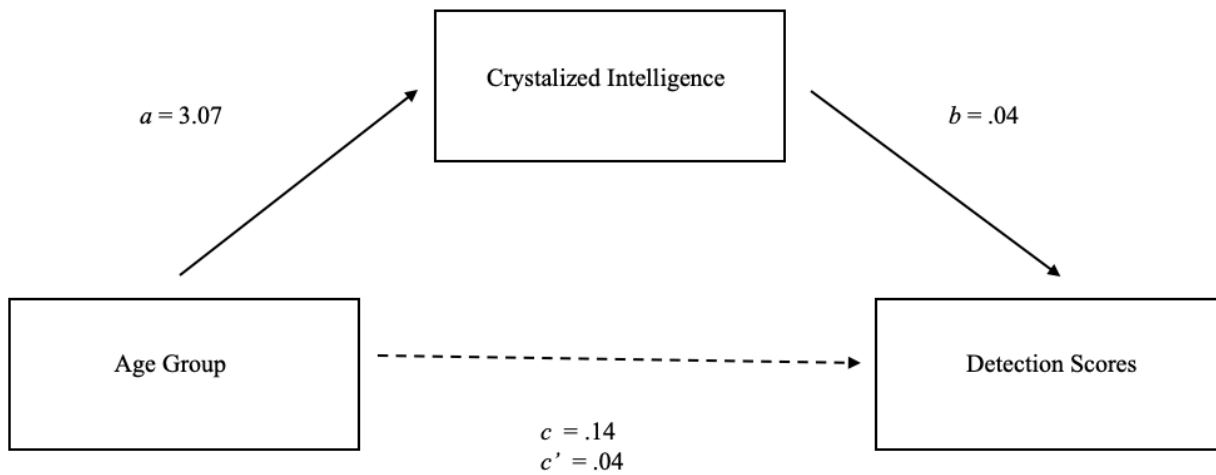 Crystalized Intelligence
a = 3.07
b = .04
Age Group
Detection Scores
c = .14
c’ = .04